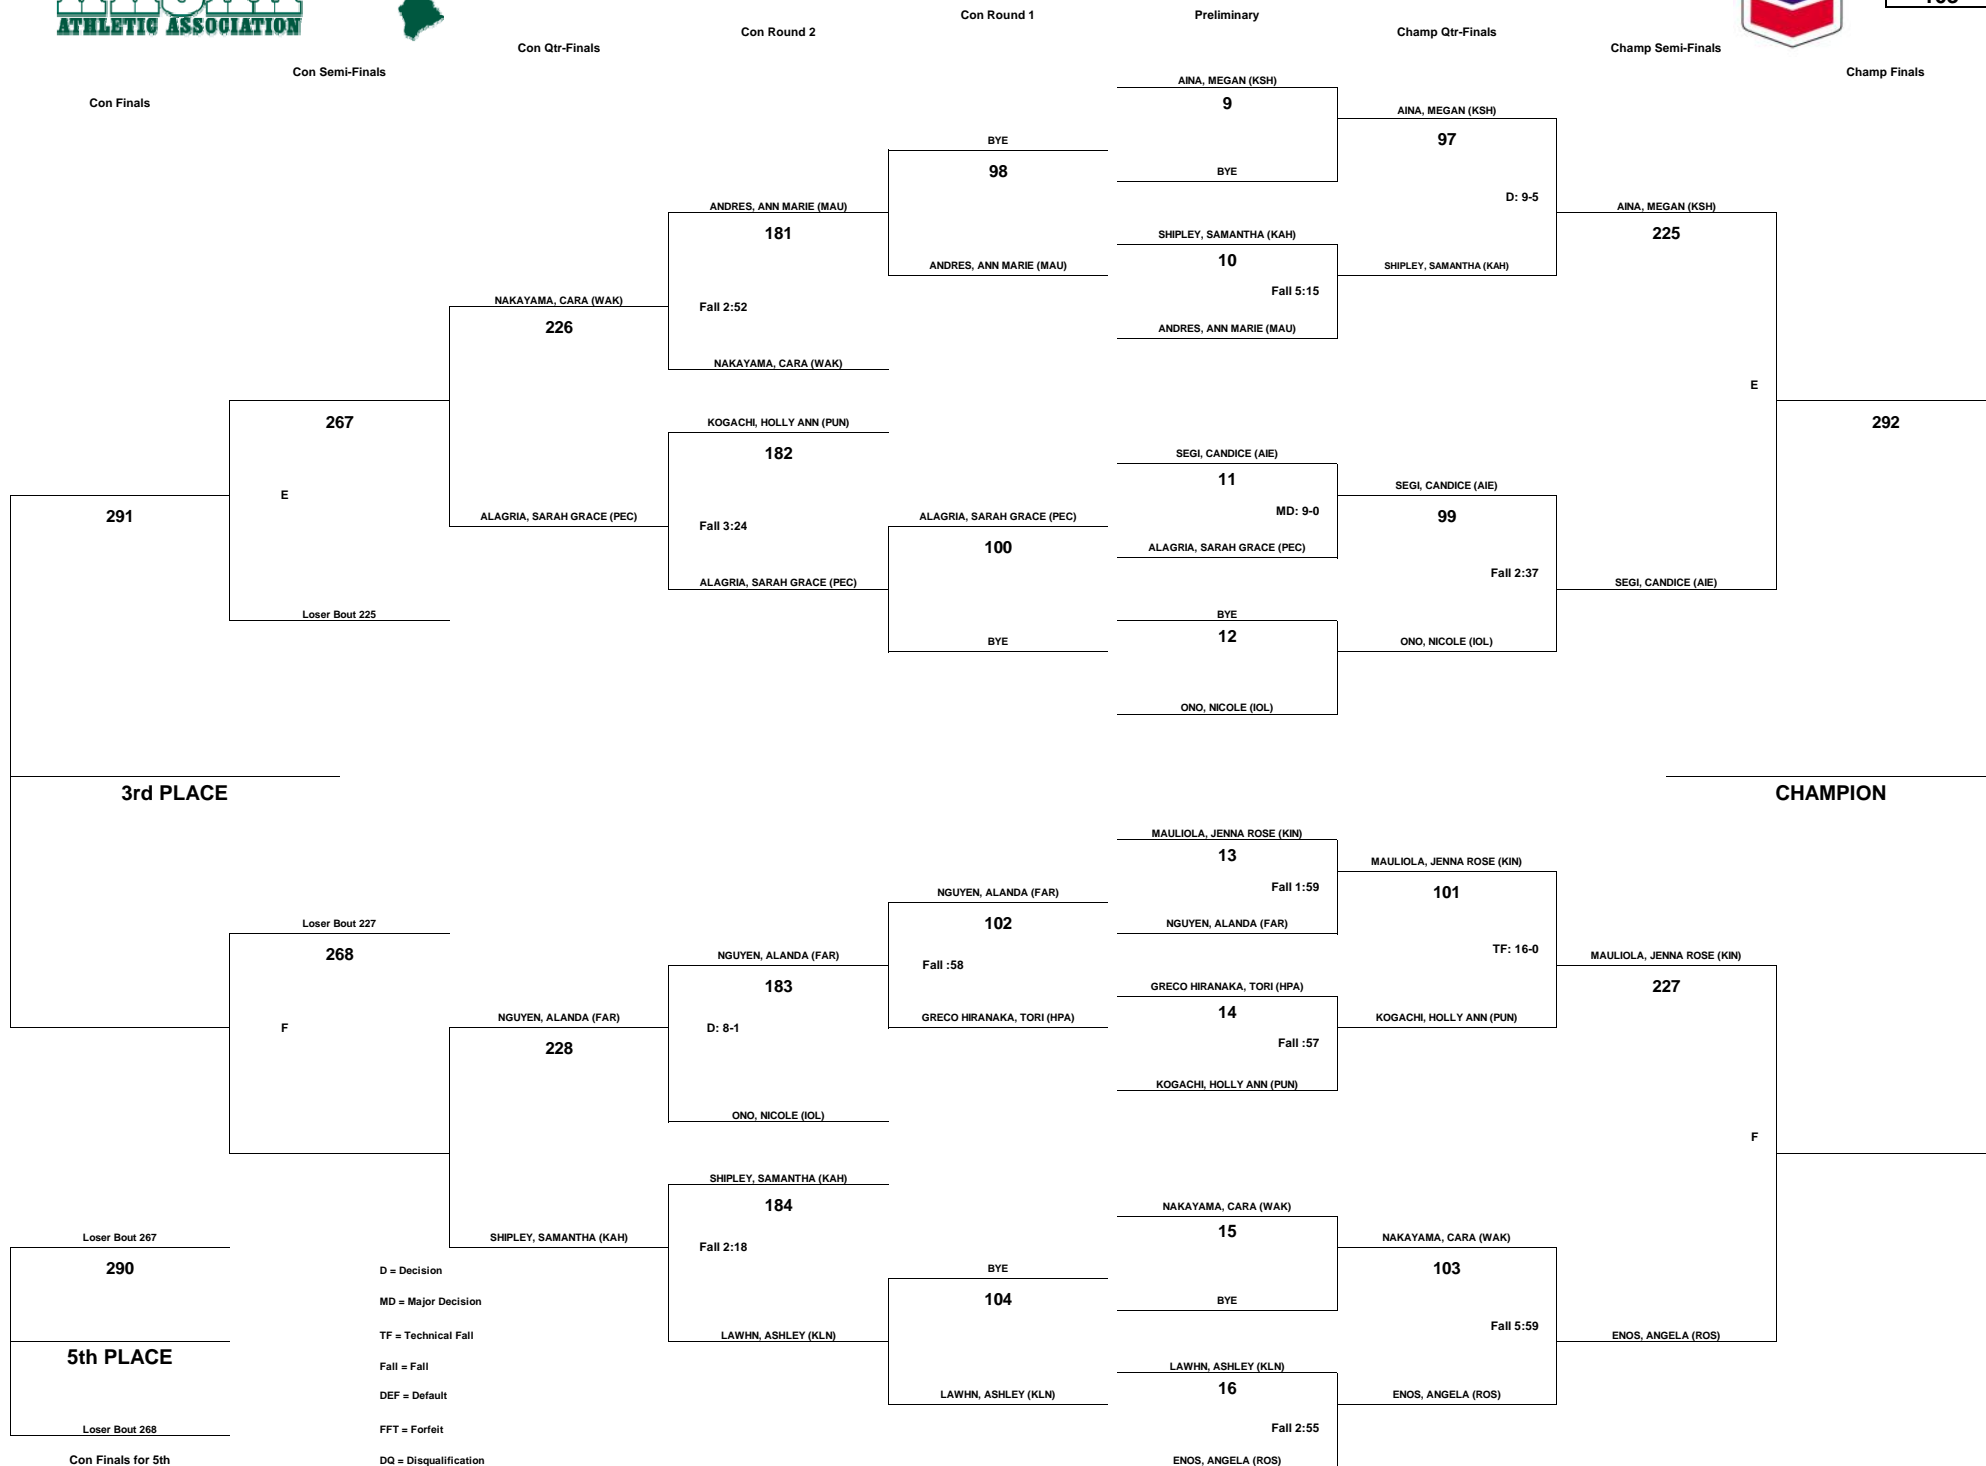 ATHLETIC ASSOCIATION
Con Round 1
Preliminary
Con Round 2
Champ Qtr-Finals
Con Qtr-Finals
Champ Semi-Finals
Con Semi-Finals
Champ Finals
Con Finals
AINA, MEGAN (KSH)
9
AINA, MEGAN (KSH)
97
BYE
98
BYE
D: 9-5
ANDRES, ANN MARIE (MAU)
181
AINA, MEGAN (KSH)
225
SHIPLEY, SAMANTHA (KAH)
10
ANDRES, ANN MARIE (MAU)
SHIPLEY, SAMANTHA (KAH)
Fall 5:15
NAKAYAMA, CARA (WAK)
226
Fall 2:52
ANDRES, ANN MARIE (MAU)
NAKAYAMA, CARA (WAK)
E
267
KOGACHI, HOLLY ANN (PUN)
292
182
SEGI, CANDICE (AIE)
11
SEGI, CANDICE (AIE)
E
291
ALAGRIA, SARAH GRACE (PEC)
Fall 3:24
ALAGRIA, SARAH GRACE (PEC)
MD: 9-0
99
100
ALAGRIA, SARAH GRACE (PEC)
Fall 2:37
ALAGRIA, SARAH GRACE (PEC)
SEGI, CANDICE (AIE)
Loser Bout 225
BYE
12
BYE
ONO, NICOLE (IOL)
ONO, NICOLE (IOL)
3rd PLACE
CHAMPION
MAULIOLA, JENNA ROSE (KIN)
13
MAULIOLA, JENNA ROSE (KIN)
Fall 1:59
101
NGUYEN, ALANDA (FAR)
102
NGUYEN, ALANDA (FAR)
Loser Bout 227
268
NGUYEN, ALANDA (FAR)
Fall :58
TF: 16-0
MAULIOLA, JENNA ROSE (KIN)
183
GRECO HIRANAKA, TORI (HPA)
227
NGUYEN, ALANDA (FAR)
F
D: 8-1
GRECO HIRANAKA, TORI (HPA)
14
KOGACHI, HOLLY ANN (PUN)
228
Fall :57
KOGACHI, HOLLY ANN (PUN)
ONO, NICOLE (IOL)
F
SHIPLEY, SAMANTHA (KAH)
184
NAKAYAMA, CARA (WAK)
15
Loser Bout 267
SHIPLEY, SAMANTHA (KAH)
Fall 2:18
NAKAYAMA, CARA (WAK)
290
D = Decision
BYE
103
MD = Major Decision
104
BYE
TF = Technical Fall
LAWHN, ASHLEY (KLN)
Fall 5:59
ENOS, ANGELA (ROS)
5th PLACE
Fall = Fall
LAWHN, ASHLEY (KLN)
16
DEF = Default
LAWHN, ASHLEY (KLN)
ENOS, ANGELA (ROS)
Loser Bout 268
FFT = Forfeit
Fall 2:55
Con Finals for 5th
DQ = Disqualification
ENOS, ANGELA (ROS)